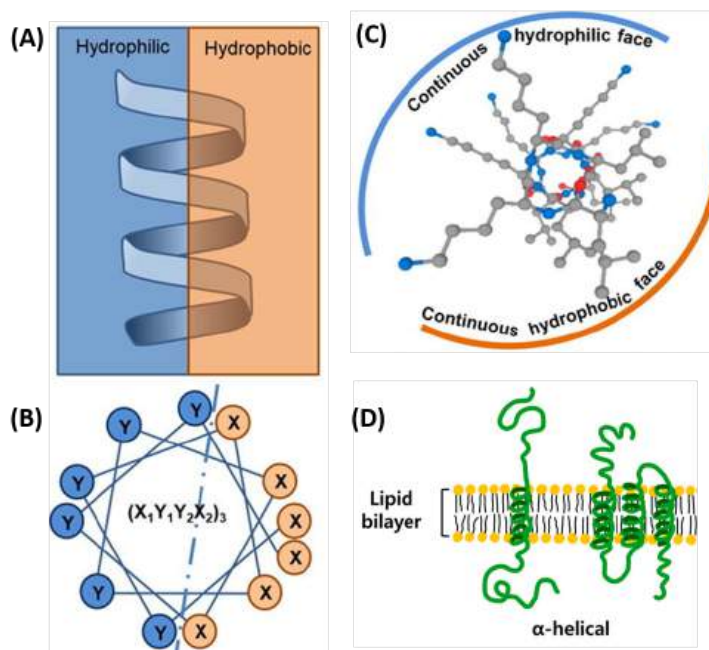 (A)
Hydrophilic
Hydrophobic
(C)
Continuous hydrophilic face
Continuous hydrophobic face
(B)
Y
X
Y
Y
X
Y
(X₁Y₁Y₂X₂)₃
X
X
Y
X
Y
X
(D)
Lipid
bilayer
α-helical